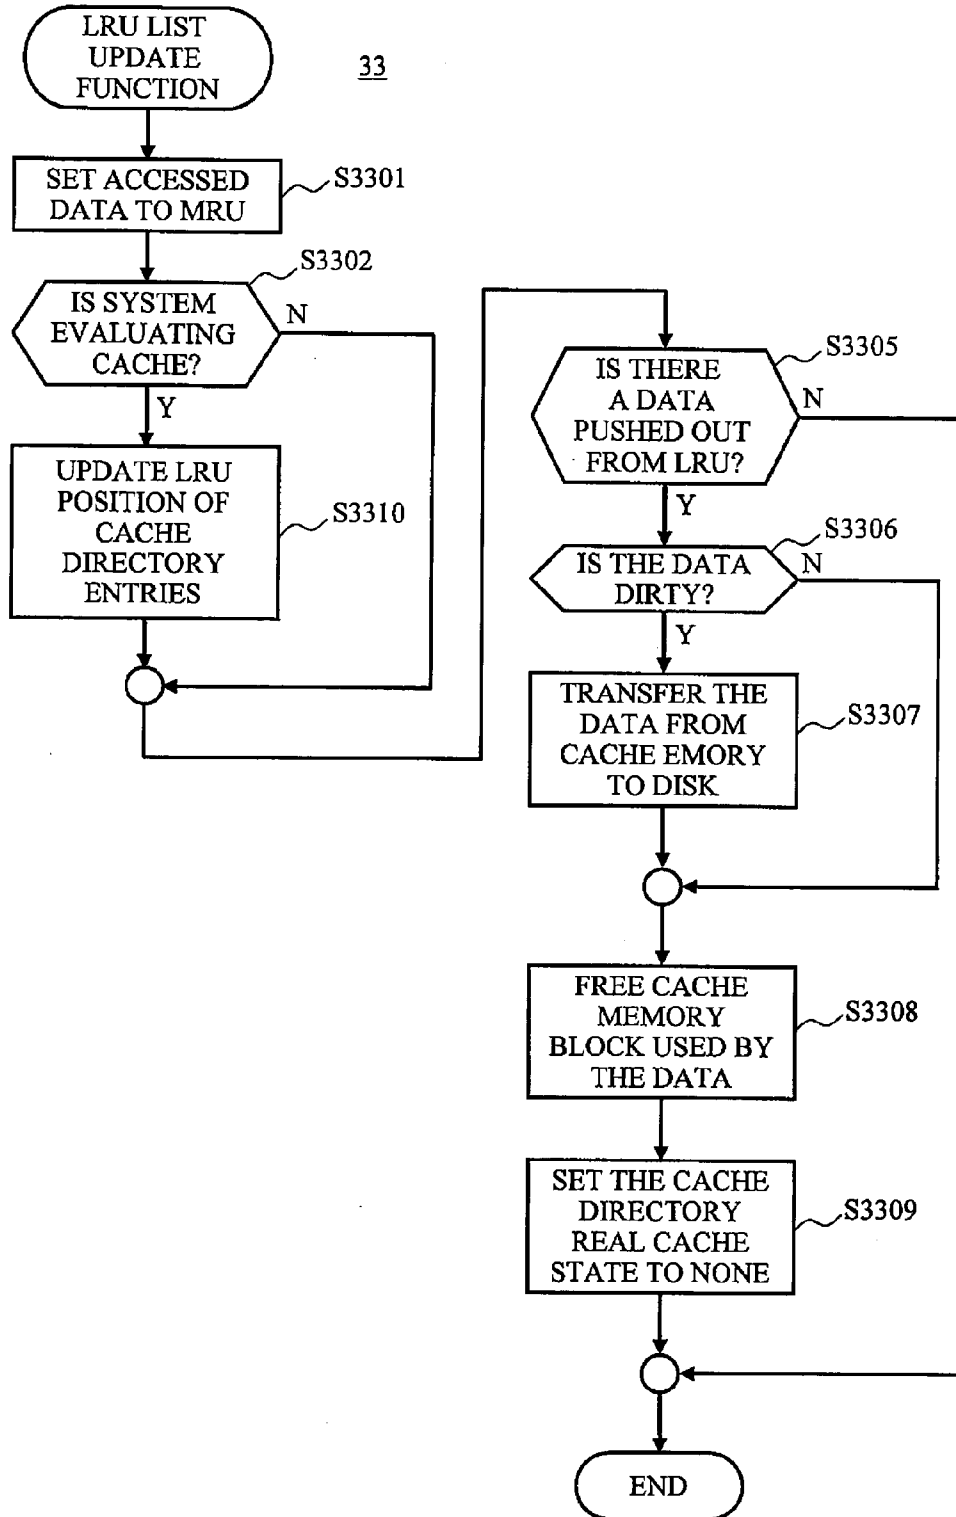 LRU LIST
UPDATE
FUNCTION
33
SET ACCESSED
DATA TO MRU
S3301
S3302
IS SYSTEM
EVALUATING
CACHE?
N
Y
UPDATE LRU
POSITION OF
CACHE
DIRECTORY
ENTRIES
S3310
S3305
IS THERE
A DATA
PUSHED OUT
FROM LRU?
N
Y
S3306
IS THE DATA
DIRTY?
N
Y
TRANSFER THE
DATA FROM
CACHE EMORY
TO DISK
S3307
FREE CACHE
MEMORY
BLOCK USED BY
THE DATA
S3308
SET THE CACHE
DIRECTORY
REAL CACHE
STATE TO NONE
S3309
END